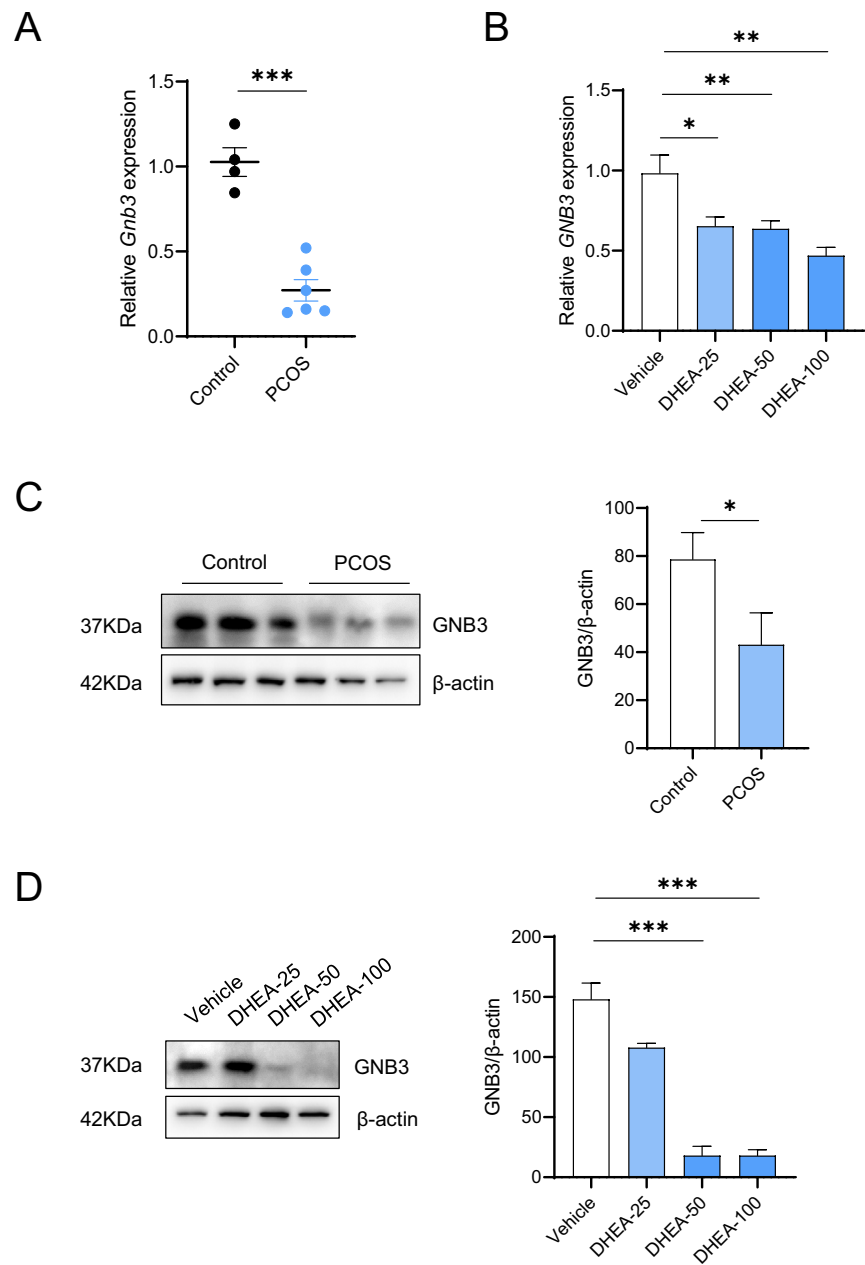 A
Relative Gnb3 expression
1.5
1.0
0.5
0.0
***
Control
PCOS
B
Relative GNB3 expression
1.5
1.0
0.5
0.0
**
**
*
Vehicle
DHEA-25
DHEA-50
DHEA-100
C
Control
PCOS
37KDa
GNB3
42KDa
β-actin
GNB3/β-actin
100
80
60
40
20
0
*
Control
PCOS
D
Vehicle
DHEA-25
DHEA-50
DHEA-100
37KDa
GNB3
42KDa
β-actin
GNB3/β-actin
200
150
100
50
0
***
***
Vehicle
DHEA-25
DHEA-50
DHEA-100